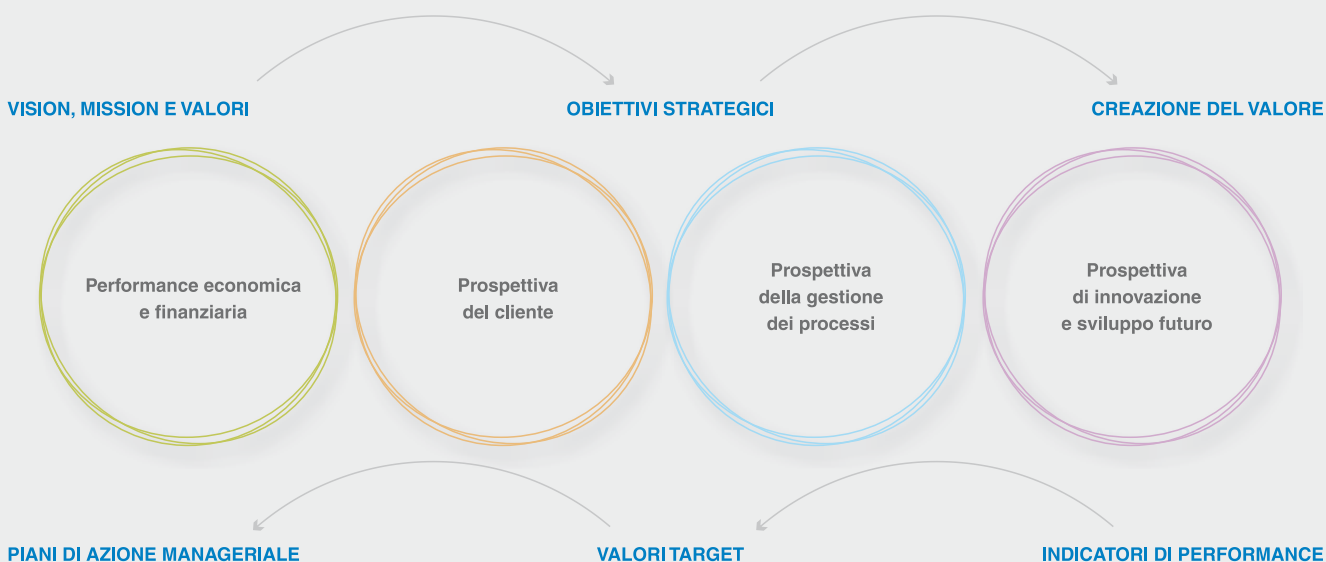 VISION, MISSION E VALORI
OBIETTIVI STRATEGICI
CREAZIONE DEL VALORE
Performance economica
e finanziaria
Prospettiva
del cliente
Prospettiva
della gestione
dei processi
Prospettiva
di innovazione
e sviluppo futuro
PIANI DI AZIONE MANAGERIALE
VALORI TARGET
INDICATORI DI PERFORMANCE